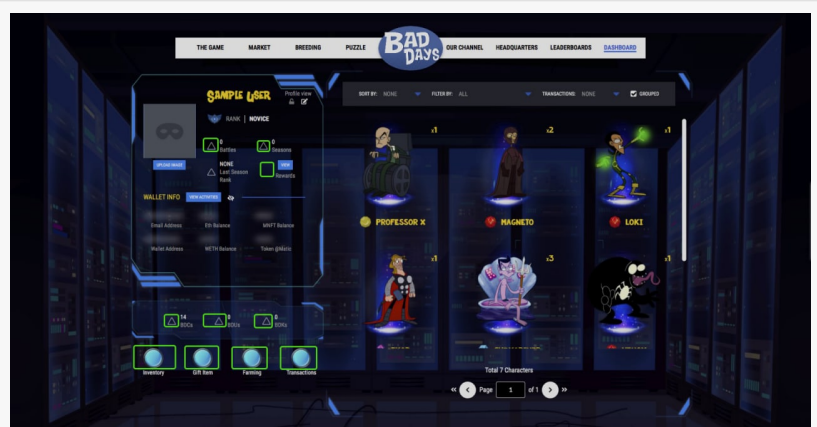 THE GAME MARKET BREEDING PUZZLE BAD DAYS OUR CHANNEL HEADQUARTERS LEADERBOARDS DASHBOARD
SAMPLE USER
Profile view
RANK | NOVICE
0 Battles
0 Seasons
UPLOAD IMAGE
NONE
Last Season Rank
VIEW
Rewards
WALLET INFO VIEW ACTIVITIES
Email Address Eth Balance MNFT Balance
Wallet Address WETH Balance Token @Matic
14 BDCs
0 BDUs
0
Inventory Gift Item Farming Transactions
SORT BY: NONE FILTER BY: ALL TRANSACTIONS: NONE GROUPED
x1 x2 x1
PROFESSOR X MAGNETO LOKI
x1 x3 x1
Total 7 Characters
« < Page 1 of 1 > »